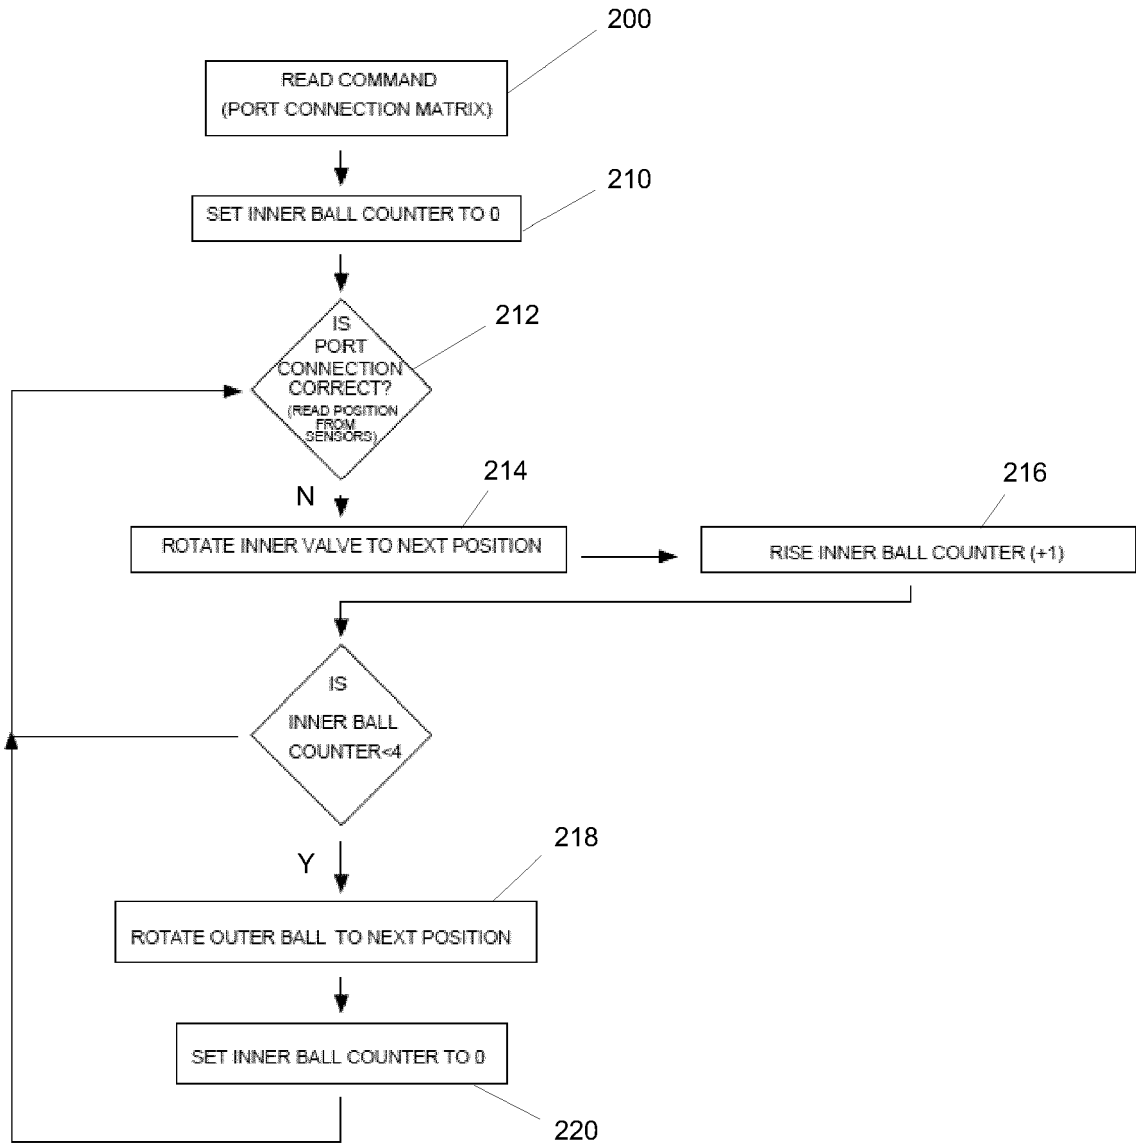 200
READ COMMAND
(PORT CONNECTION MATRIX)
210
SET INNER BALL COUNTER TO 0
212
IS
PORT
CONNECTION
CORRECT?
(READ POSITION
FROM
SENSORS)
N
214
216
ROTATE INNER VALVE TO NEXT POSITION
RISE INNER BALL COUNTER (+1)
IS
INNER BALL
COUNTER<4
Y
218
ROTATE OUTER BALL TO NEXT POSITION
SET INNER BALL COUNTER TO 0
220